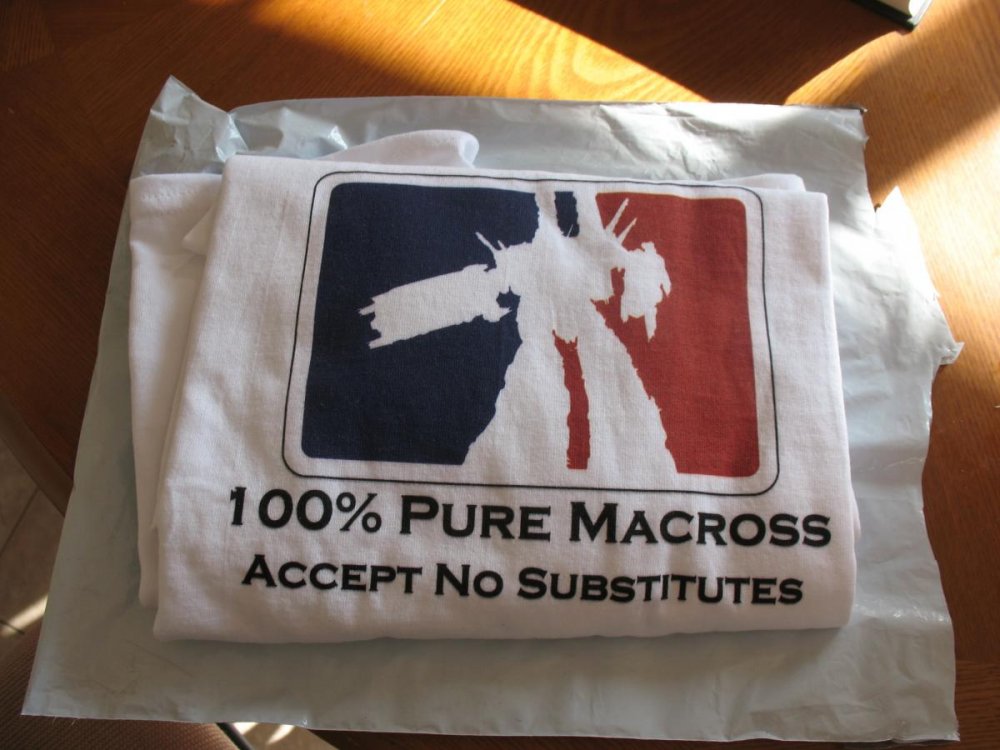 100% Pure Macross
Accept No Substitutes